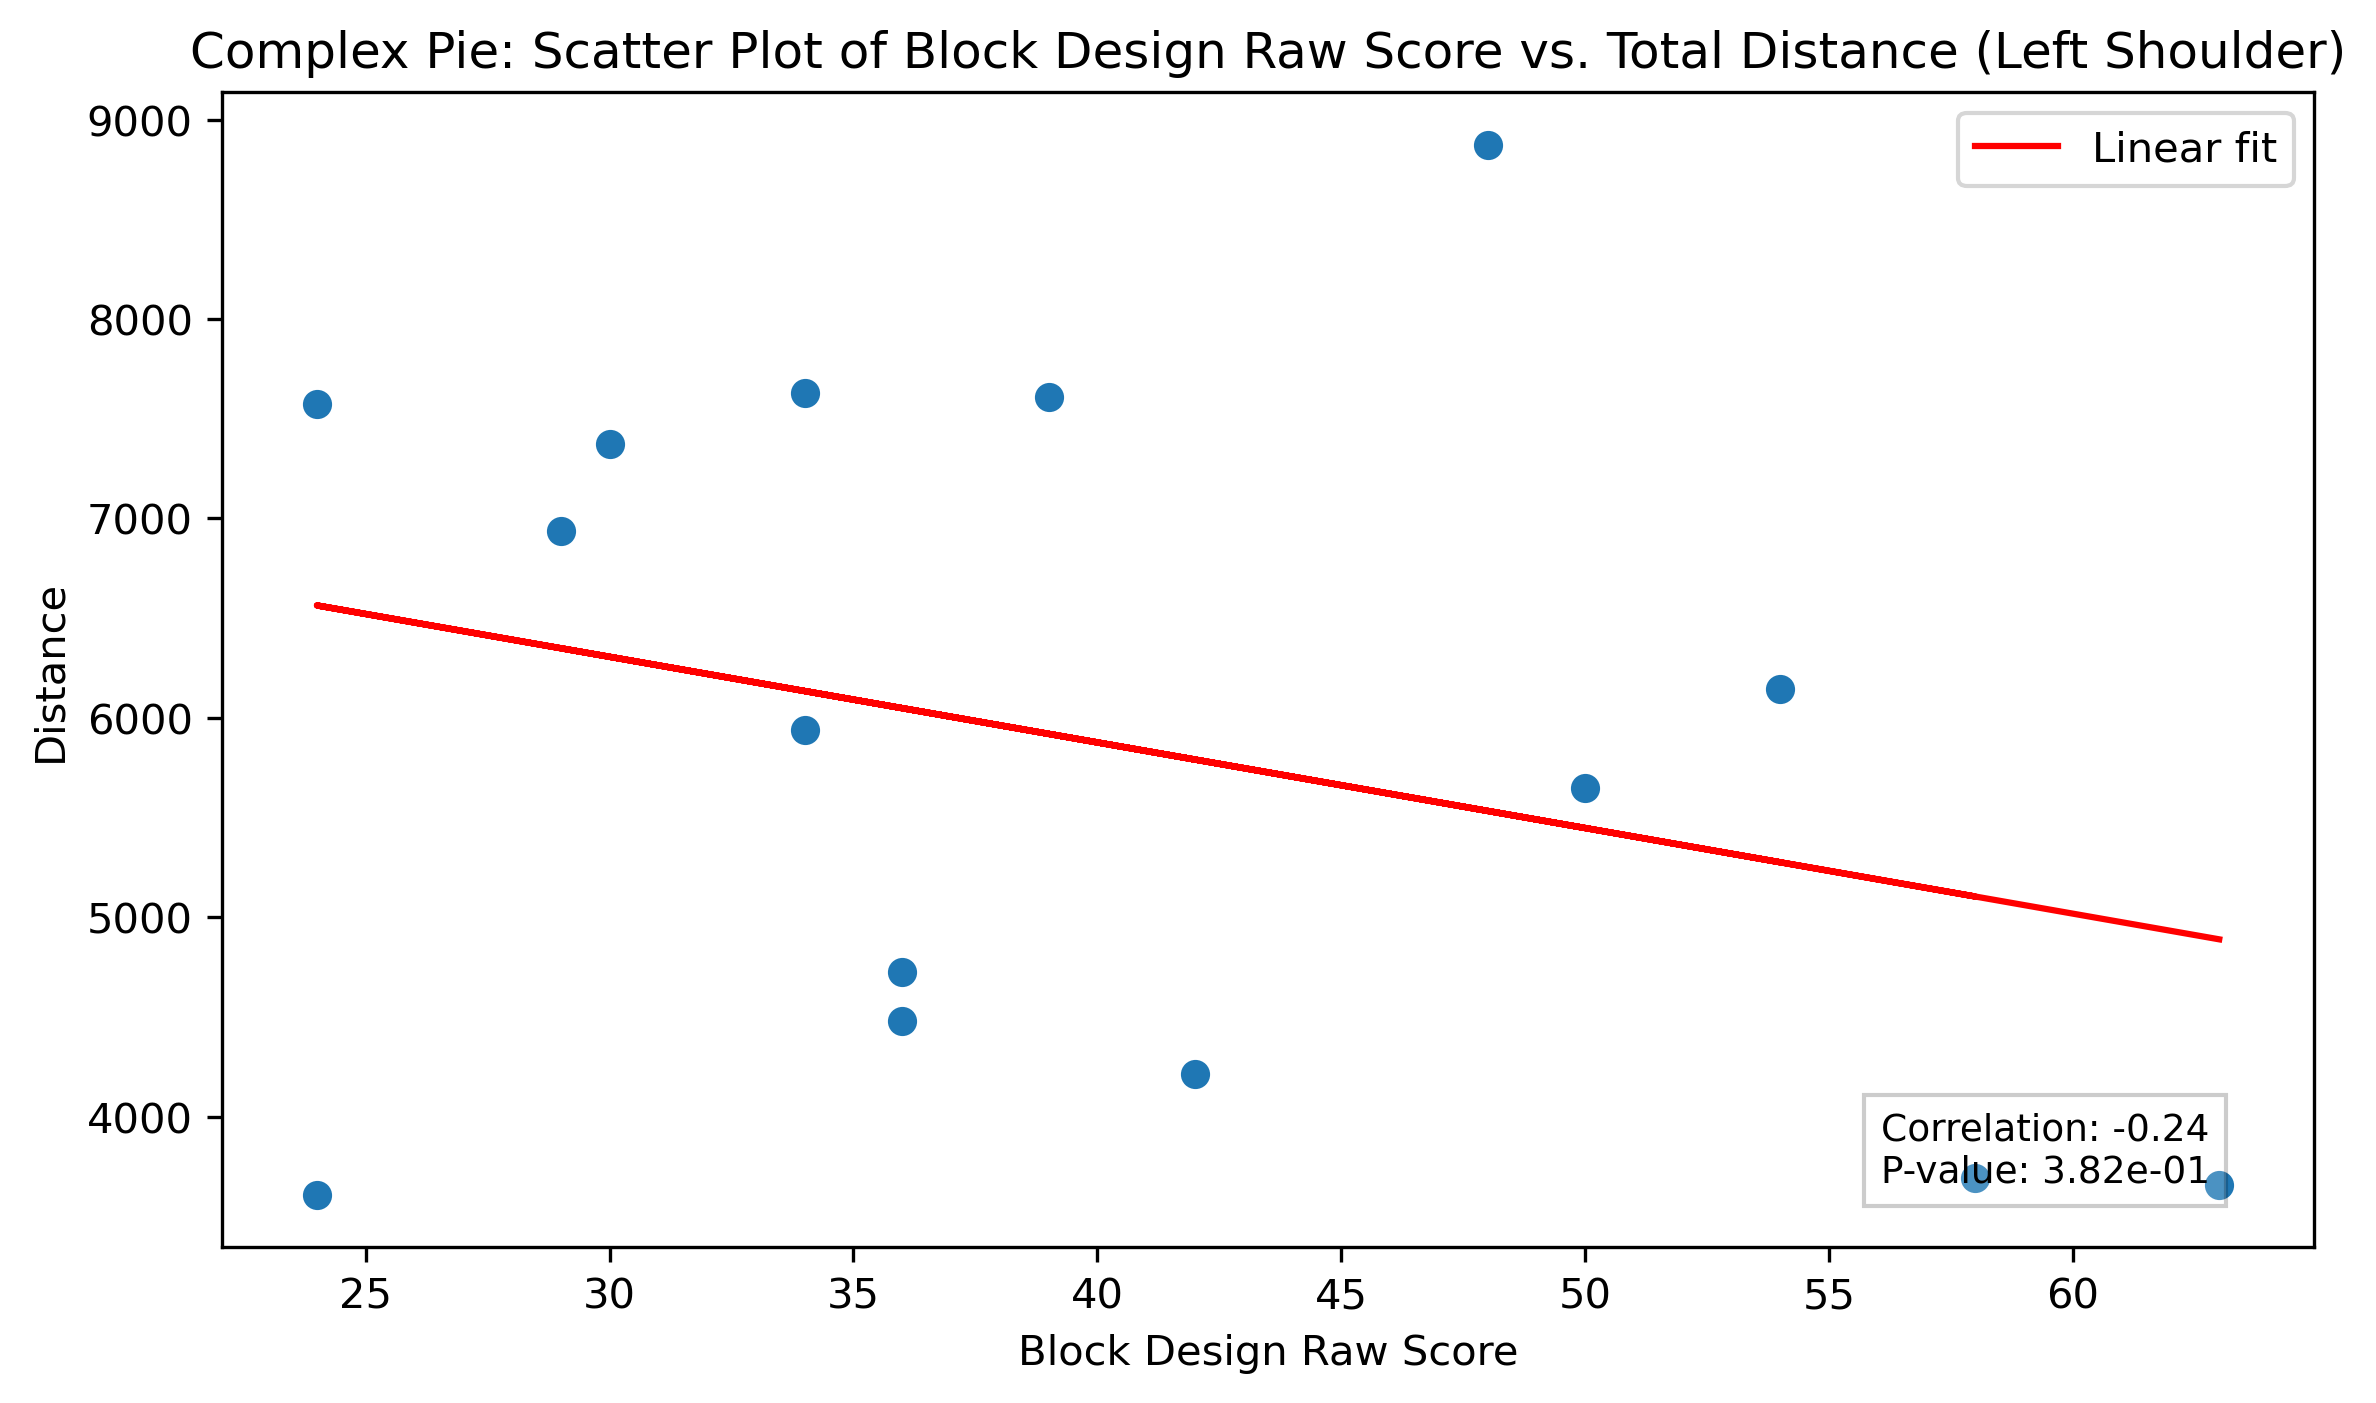 Complex Pie: Scatter Plot of Block Design Raw Score vs. Total Distance (Left Shoulder)
Linear fit
9000
8000
7000
6000
5000
4000
Distance
Correlation: -0.24
P-value: 3.82e-01
25 30 35 40 45 50 55 60
Block Design Raw Score